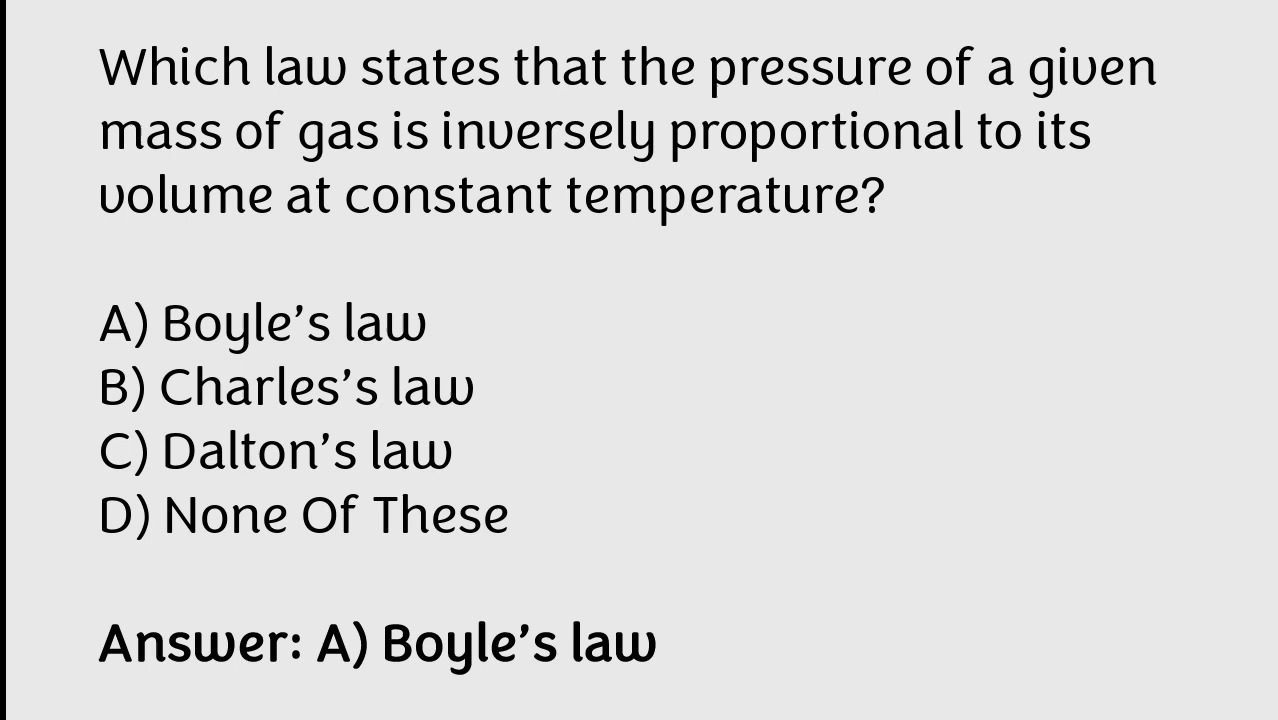 Which law states that the pressure of a given
mass of gas is inversely proportional to its
volume at constant temperature?
A) Boyle’s law
B) Charles’s law
C) Dalton’s law
D) None Of These
Answer: A) Boyle’s law